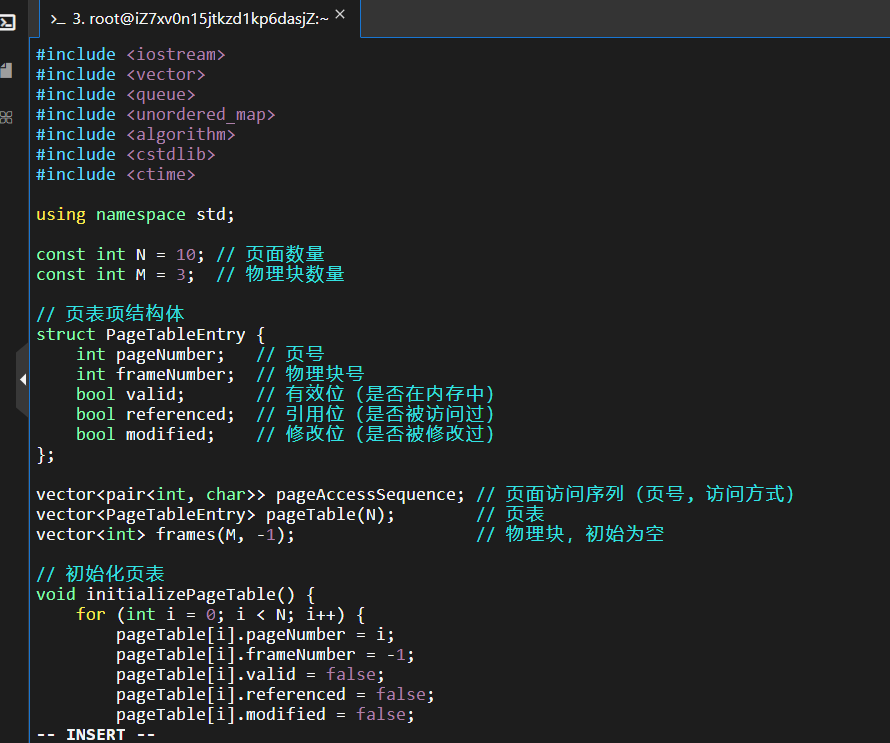 >_ 3. root@iZ7xv0n15jtkzd1kp6dasjZ:~ ×
#include <iostream>
#include <vector>
#include <queue>
#include <unordered_map>
#include <algorithm>
#include <cstdlib>
#include <ctime>

using namespace std;

const int N = 10; // 页面数量
const int M = 3;  // 物理块数量

// 页表项结构体
struct PageTableEntry {
    int pageNumber;   // 页号
    int frameNumber;  // 物理块号
    bool valid;       // 有效位（是否在内存中）
    bool referenced;  // 引用位（是否被访问过）
    bool modified;    // 修改位（是否被修改过）
};

vector<pair<int, char>> pageAccessSequence; // 页面访问序列（页号, 访问方式）
vector<PageTableEntry> pageTable(N);        // 页表
vector<int> frames(M, -1);                  // 物理块，初始为空

// 初始化页表
void initializePageTable() {
    for (int i = 0; i < N; i++) {
        pageTable[i].pageNumber = i;
        pageTable[i].frameNumber = -1;
        pageTable[i].valid = false;
        pageTable[i].referenced = false;
        pageTable[i].modified = false;
-- INSERT --